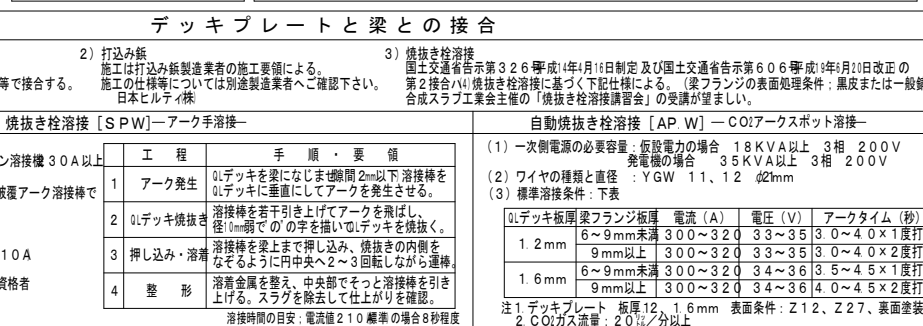 デッキプレートと梁との接合
等で接合する。
2) 打込み鋲
施工は打込み鋲製造業者の施工要領による。
施工の仕様等については別途製造業者へご確認下さい。
日本ヒルティ㈱
3) 焼抜き栓溶接
国土交通省告示第326号平成14年4月16日制定及び国土交通省告示第606号平成19年6月20日改正の
第2接合ハ4)焼抜き栓溶接に基づく下記仕様による。(梁フランジの表面処理条件;黒皮または一般錆
合成スラブ工業会主催の「焼抜き栓溶接講習会」の受講が望ましい。
焼抜き栓溶接[SPW]―アーク手溶接―
ン溶接機 30A以上
被覆アーク溶接棒で
10A
資格者
工 程 手 順 ・ 要 領
1 アーク発生 QLデッキを梁になじませ隙間2mm以下溶接棒を
QLデッキに垂直にしてアークを発生させる。
2 QLデッキ焼抜き 溶接棒を若干引き上げてアークを飛ばし、
径10mm弱で"の"の字を描いてQLデッキを焼抜く。
3 押し込み・溶着 溶接棒を梁上まで押し込み、焼抜きの内側を
なぞるように円中央へ2~3回転しながら運棒。
4 整 形 溶着金属を整え、中央部でそっと溶接棒を引き
上げる。スラグを除去して仕上がりを確認。
溶接時間の目安;電流値210A標準の場合8秒程度
自動焼抜き栓溶接[AP.W]―CO2アークスポット溶接―
(1) 一次側電源の必要容量:仮設電力の場合 18KVA以上 3相 200V
発電機の場合 35KVA以上 3相 200V
(2) ワイヤの種類と直径 :YGW 11、12
(3) 標準溶接条件:下表
QLデッキ板厚 梁フランジ板厚 電流(A) 電圧(V) アークタイム(秒)
1.2mm 6~9mm未満 300~320 33~35 3.0~4.0×1度打
9mm以上 300~320 33~35 3.0~4.0×2度打
1.6mm 6~9mm未満 300~320 34~36 3.5~4.5×1度打
9mm以上 300~320 34~36 4.0~4.5×2度打
注1.デッキプレート 板厚12、1.6mm 表面条件:Z12、Z27、裏面塗装
2.CO2ガス流量:20㍑/分以上